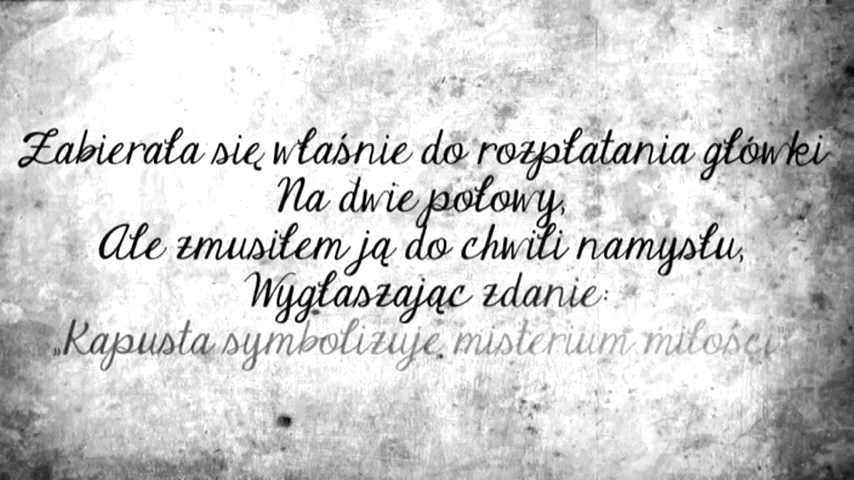 Zabierała się właśnie do rozpłatania główki
Na dwie połowy,
Ale zmusiłem ją do chwili namysłu,
Wygłaszając zdanie:
„Kapusta symbolizuje misterium miłości”